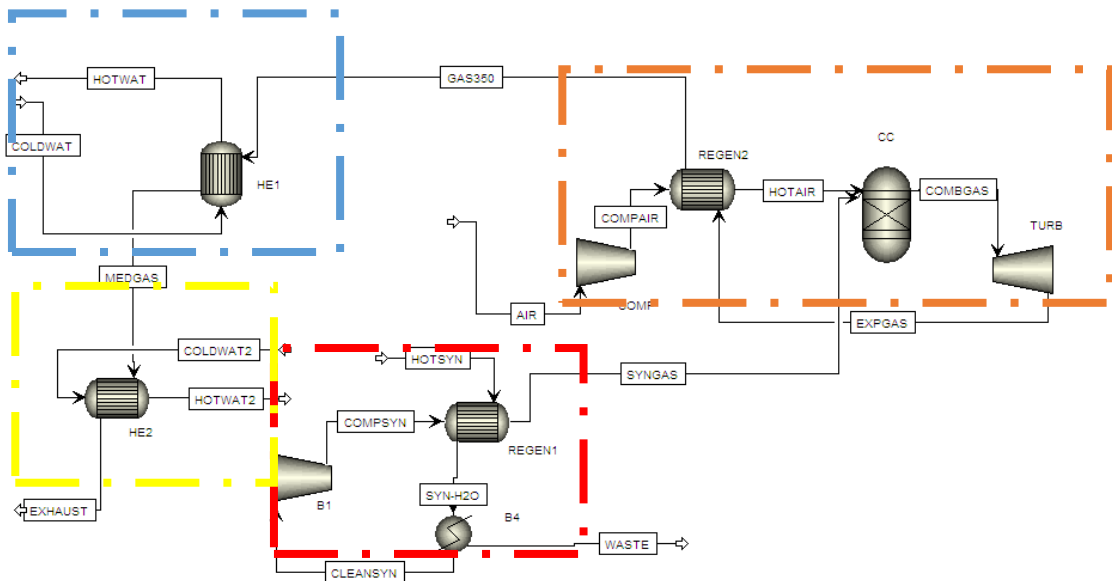 HOTWAT
GAS350
COLDWAT
HE1
REGEN2
CC
HOTAIR
COMBGAS
COMPAIR
TURB
MEDGAS
AIR
EXPGAS
COLDWAT2
HOTSYN
SYNGAS
HOTWAT2
COMPSYN
HE2
REGEN1
SYN-H2O
B1
B4
EXHAUST
WASTE
CLEANSYN